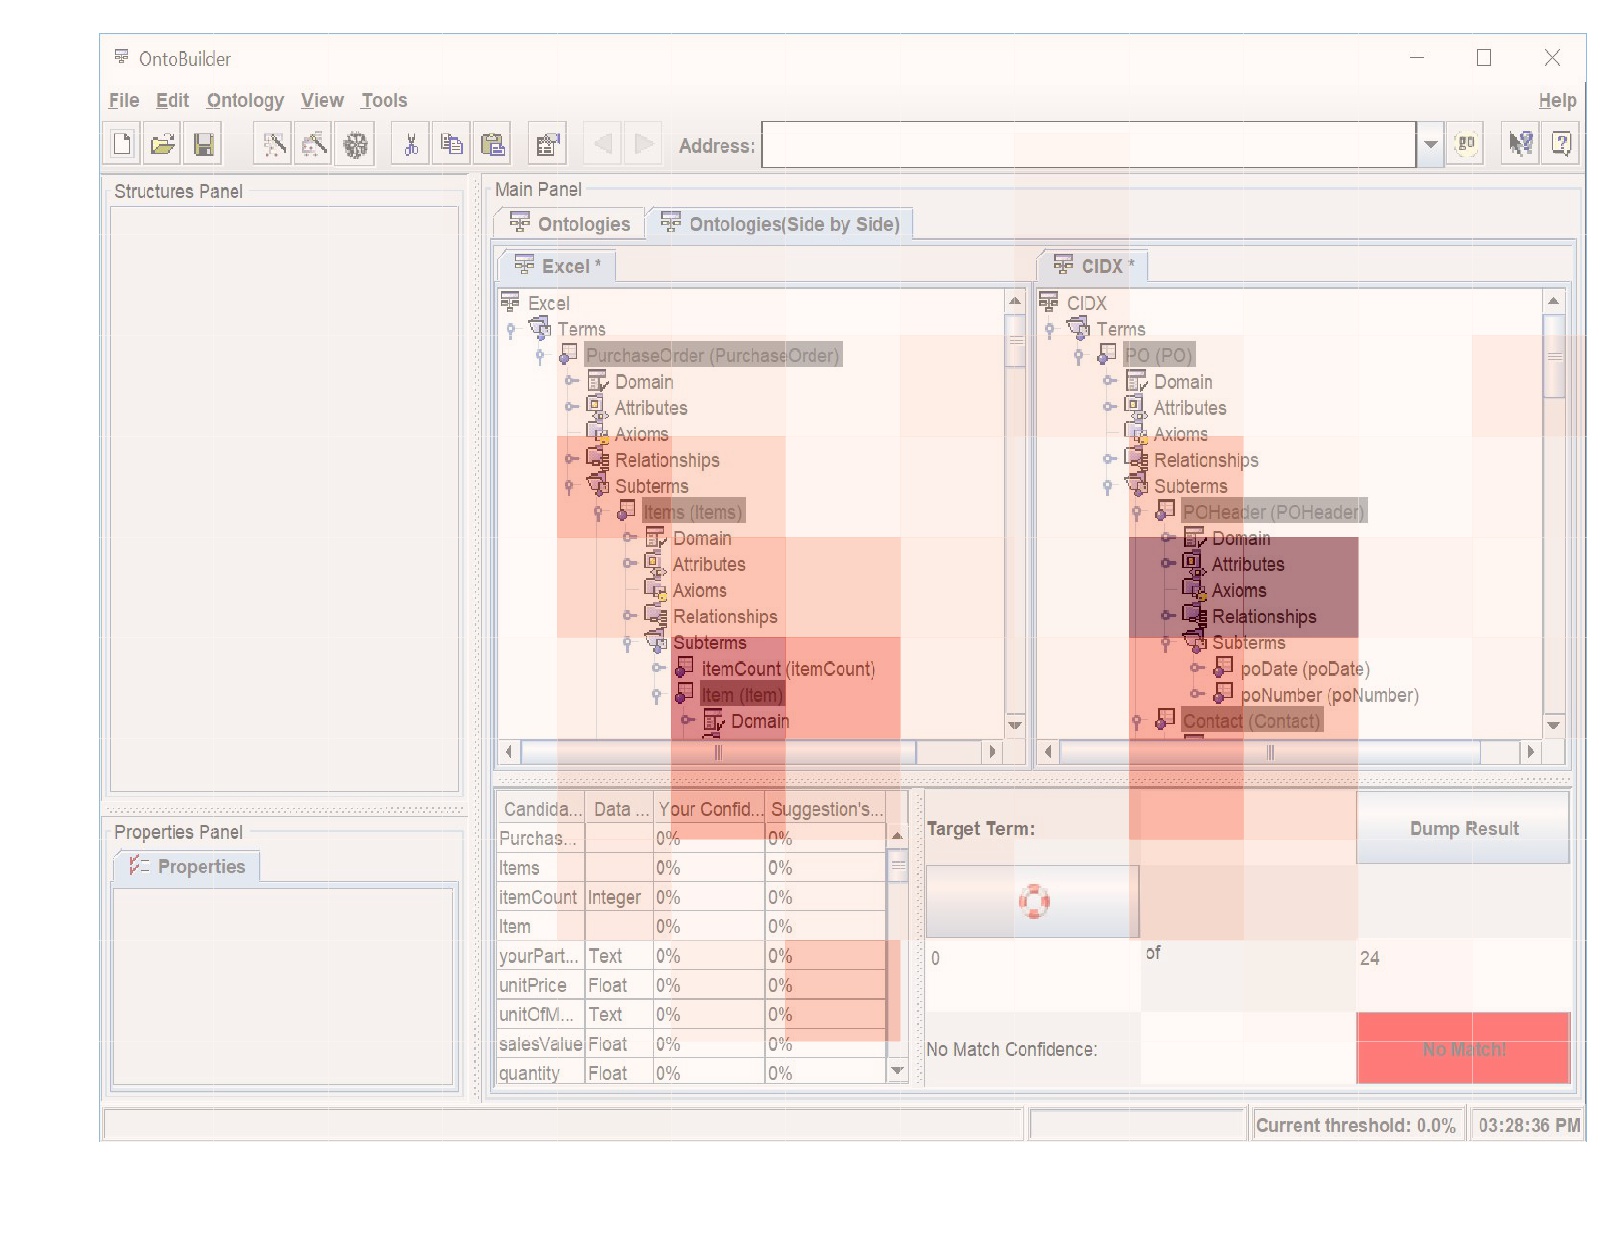 OntoBuilder
File Edit Ontology View Tools Help
Address: go
Structures Panel
Main Panel
Ontologies Ontologies(Side by Side)
Excel *
Excel
Terms
PurchaseOrder (PurchaseOrder)
Domain
Attributes
Axioms
Relationships
Subterms
Items (Items)
Domain
Attributes
Axioms
Relationships
Subterms
itemCount (itemCount)
Item (Item)
Domain
CIDX *
CIDX
Terms
PO (PO)
Domain
Attributes
Axioms
Relationships
Subterms
POHeader (POHeader)
Domain
Attributes
Axioms
Relationships
Subterms
poDate (poDate)
poNumber (poNumber)
Contact (Contact)
Properties Panel
Properties
Candida... Data ... Your Confid... Suggestion's...
Purchas... 0% 0%
Items 0% 0%
itemCount Integer 0% 0%
Item 0% 0%
yourPart... Text 0% 0%
unitPrice Float 0% 0%
unitOfM... Text 0% 0%
salesValue Float 0% 0%
quantity Float 0% 0%
Target Term: Dump Result
0 of 24
No Match Confidence: No Match!
Current threshold: 0.0% 03:28:36 PM